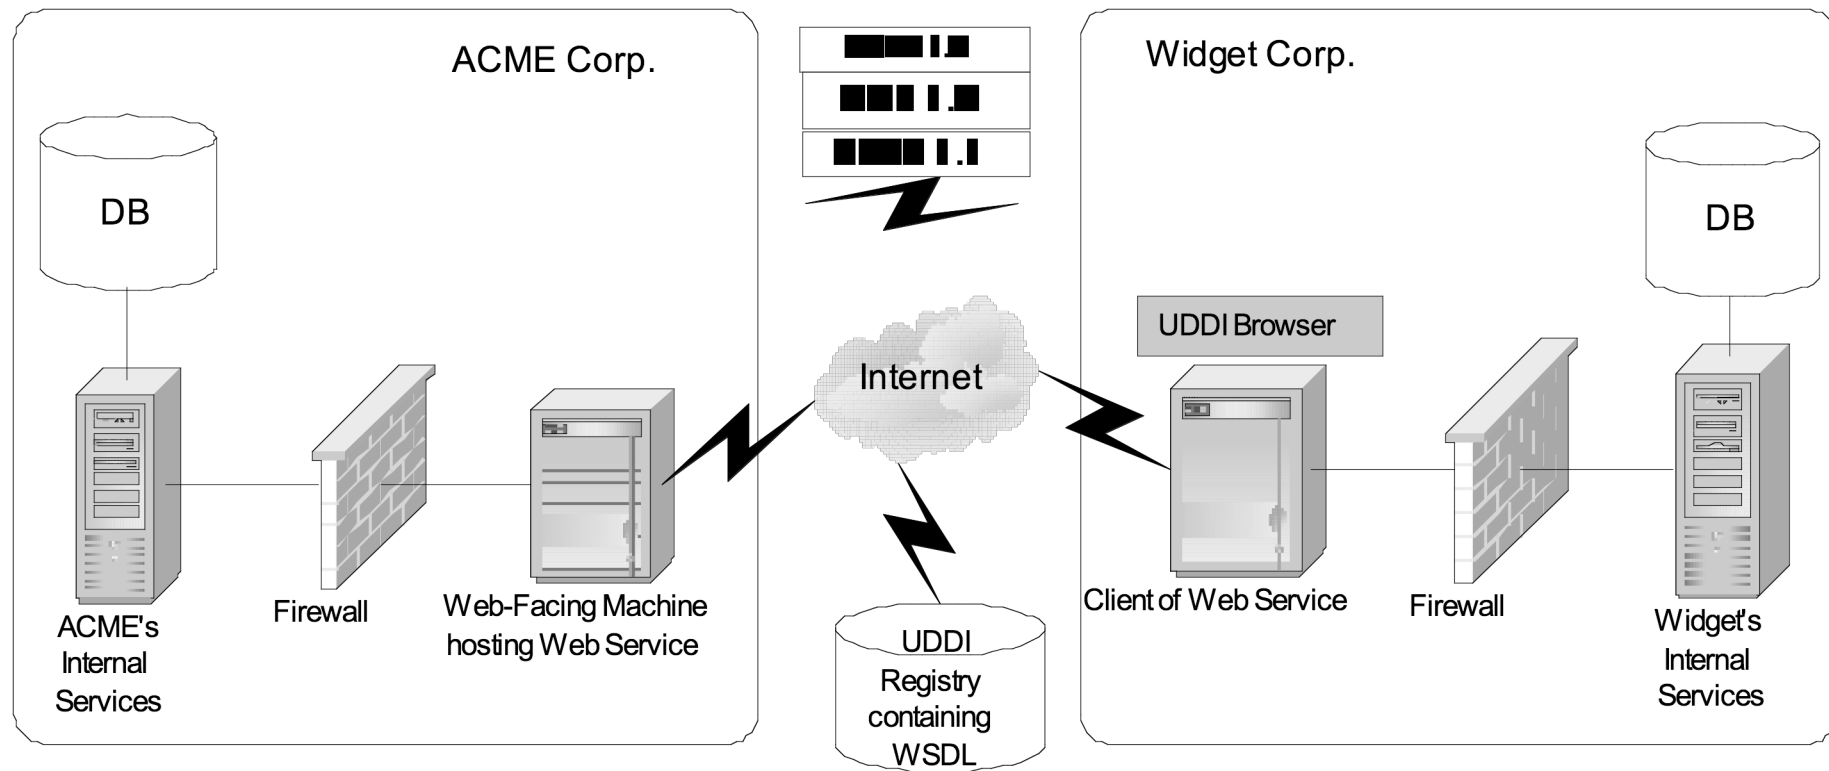 ACME Corp.
Widget Corp.
DB
DB
UDDI Browser
Internet
Firewall
Web-Facing Machine
hosting Web Service
ACME's
Internal
Services
Client of Web Service
Firewall
Widget's
Internal
Services
UDDI
Registry
containing
WSDL